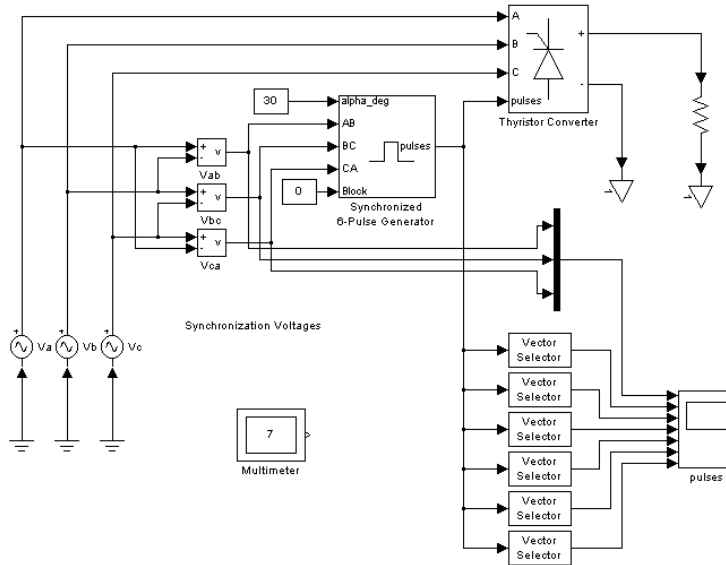 A
B
C
pulses
+
-
Thyristor Converter
30
alpha_deg
AB
BC
CA
Block
pulses
Synchronized
6-Pulse Generator
0
+
-
v
Vab
+
-
v
Vbc
+
-
v
Vca
Synchronization Voltages
+
Va
+
Vb
+
Vc
7
Multimeter
Vector
Selector
Vector
Selector
Vector
Selector
Vector
Selector
Vector
Selector
Vector
Selector
pulses